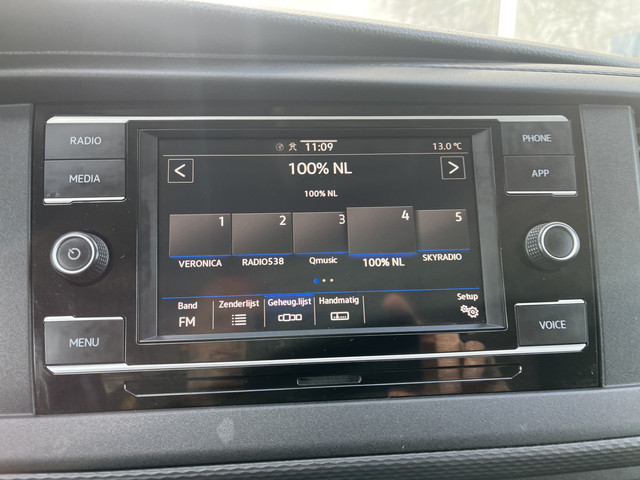 RADIO
MEDIA
MENU
11:09
13.0 °C
< 100% NL >
100% NL
1 2 3 4 5
VERONICA RADIO538 Qmusic 100% NL SKYRADIO
Band Zenderlijst Geheug.lijst Handmatig Setup
FM
PHONE
APP
VOICE